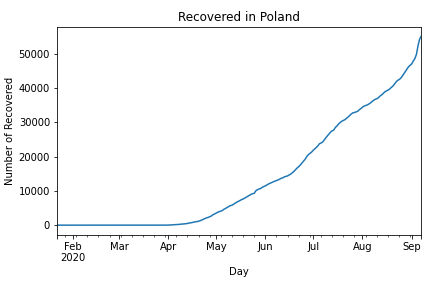 Recovered in Poland
Number of Recovered
50000
40000
30000
20000
10000
0
Feb Mar Apr May Jun Jul Aug Sep
2020
Day